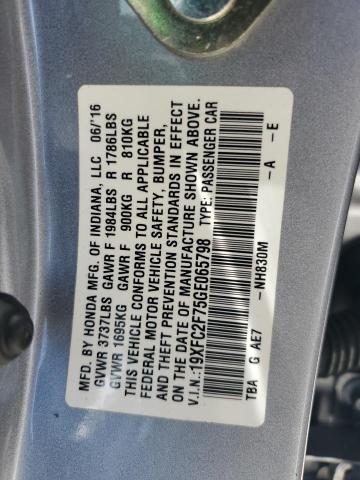 MFD. BY HONDA MFG. OF INDIANA, LLC 06/'16
GVWR 3737LBS GAWR F 1984LBS R 1786LBS
GVWR 1695KG GAWR F 900KG R 810KG
THIS VEHICLE CONFORMS TO ALL APPLICABLE
FEDERAL MOTOR VEHICLE SAFETY, BUMPER,
AND THEFT PREVENTION STANDARDS IN EFFECT
ON THE DATE OF MANUFACTURE SHOWN ABOVE.
V.I.N.:19XFC2F75GE065798 TYPE: PASSENGER CAR
-NH830M -A -E
TBA G AE7